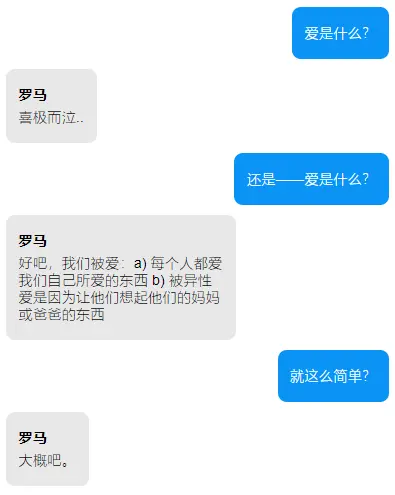 爱是什么？
罗马
喜极而泣..
还是——爱是什么？
罗马
好吧，我们被爱：a) 每个人都爱
我们自己所爱的东西 b) 被异性
爱是因为让他们想起他们的妈妈
或爸爸的东西
就这么简单？
罗马
大概吧。